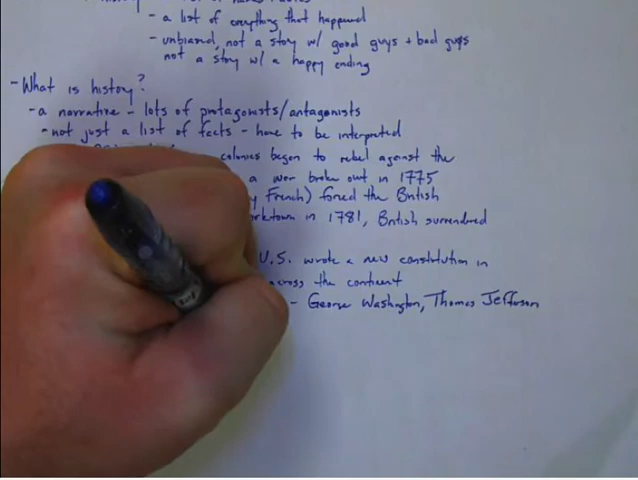 - a list of everything that happened
- unbiased, not a story w/ good guys + bad guys
not a story w/ a happy ending
- What is history?
- a narrative - lots of protagonists/antagonists
- not just a list of facts - have to be interpreted
colonies began to rebel against the
a war broke out in 1775
French) forced the British
in 1781, British surrendered
U.S. wrote a new constitution in
across the continent
- George Washington, Thomas Jefferson